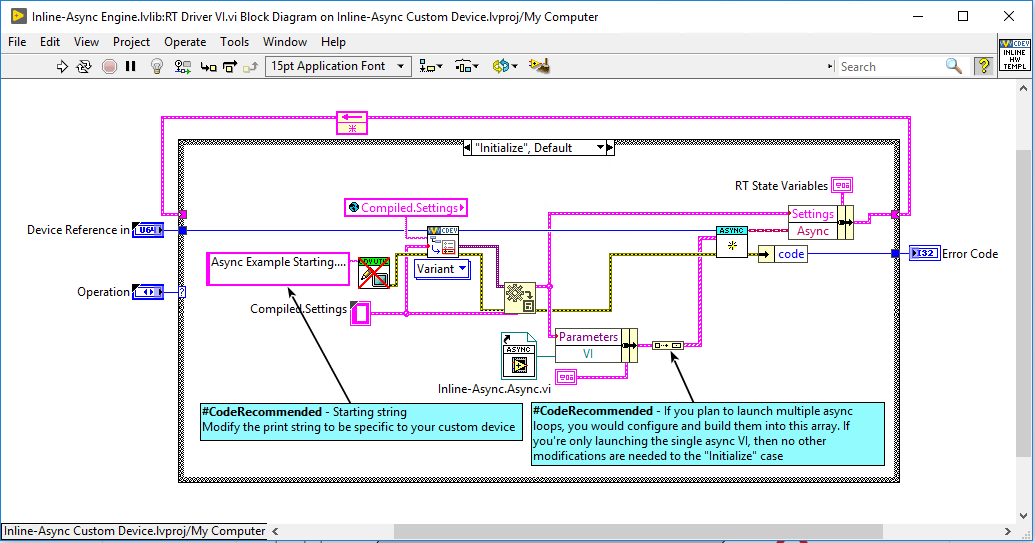 Inline-Async Engine.lvlib:RT Driver VI.vi Block Diagram on Inline-Async Custom Device.lvproj/My Computer
File Edit View Project Operate Tools Window Help
15pt Application Font
Search
?
CDEV
INLINE
HW
TEMPL
"Initialize", Default
RT State Variables
Compiled.Settings
Settings
Async
Device Reference in
U64
CDEV
ASYNC
Async Example Starting....
Variant
code
I32
Error Code
Operation
?
Compiled.Settings
Parameters
VI
ASYNC
Inline-Async.Async.vi
#CodeRecommended - Starting string
Modify the print string to be specific to your custom device
#CodeRecommended - If you plan to launch multiple async
loops, you would configure and build them into this array. If
you're only launching the single async VI, then no other
modifications are needed to the "Initialize" case
Inline-Async Custom Device.lvproj/My Computer